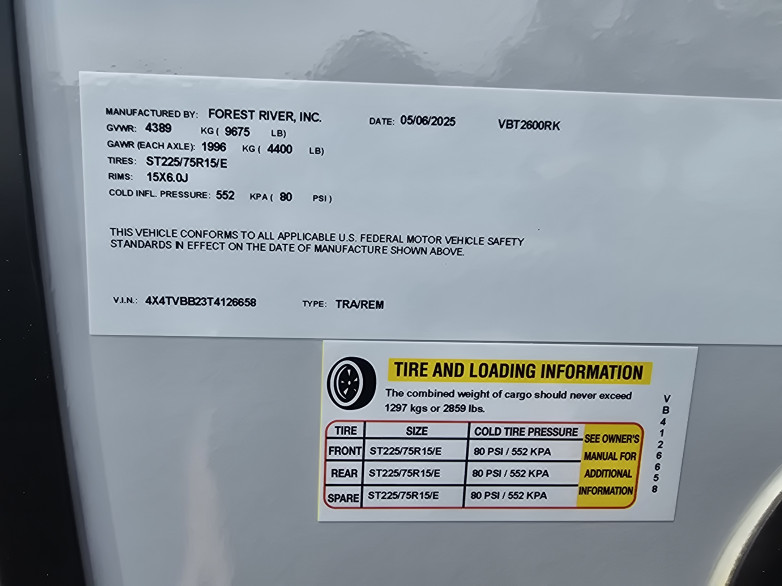 MANUFACTURED BY: FOREST RIVER, INC. DATE: 05/06/2025 VBT2600RK
GVWR: 4389 KG ( 9675 LB)
GAWR (EACH AXLE): 1996 KG ( 4400 LB)
TIRES: ST225/75R15/E
RIMS: 15X6.0J
COLD INFL. PRESSURE: 552 KPA ( 80 PSI )
THIS VEHICLE CONFORMS TO ALL APPLICABLE U.S. FEDERAL MOTOR VEHICLE SAFETY
STANDARDS IN EFFECT ON THE DATE OF MANUFACTURE SHOWN ABOVE.
V.I.N.: 4X4TVBB23T4126658 TYPE: TRA/REM
TIRE AND LOADING INFORMATION
The combined weight of cargo should never exceed
1297 kgs or 2859 lbs.
TIRE SIZE COLD TIRE PRESSURE
FRONT ST225/75R15/E 80 PSI / 552 KPA
REAR ST225/75R15/E 80 PSI / 552 KPA
SPARE ST225/75R15/E 80 PSI / 552 KPA
SEE OWNER'S
MANUAL FOR
ADDITIONAL
INFORMATION
VB4126658